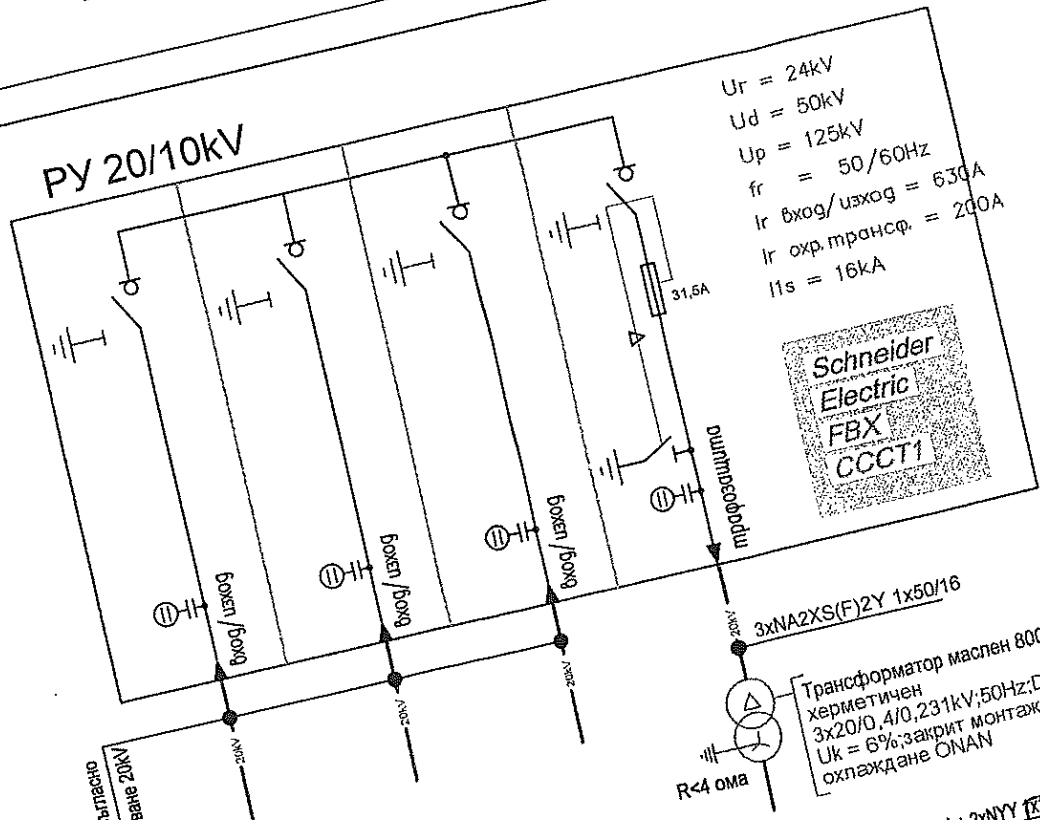 РУ 20/10kV
Ur = 24kV
Ud = 50kV
Up = 125kV
fr = 50/60Hz
Ir вход/изход = 630A
Ir охр.трансф. = 200A
I1s = 16kA
31,5A
Schneider
Electric
FBX
CCCT1
вход/ изход
вход/ изход
вход/ изход
трафозащита
20kV
20kV
20kV
20kV
3xNA2XS(F)2Y 1x50/16
Трансформатор маслен 800
херметичен
3x20/0,4/0,231kV;50Hz;D
Uk = 6%;закрит монтаж
охлаждане ONAN
R<4 ома
20kV/
2xNYY